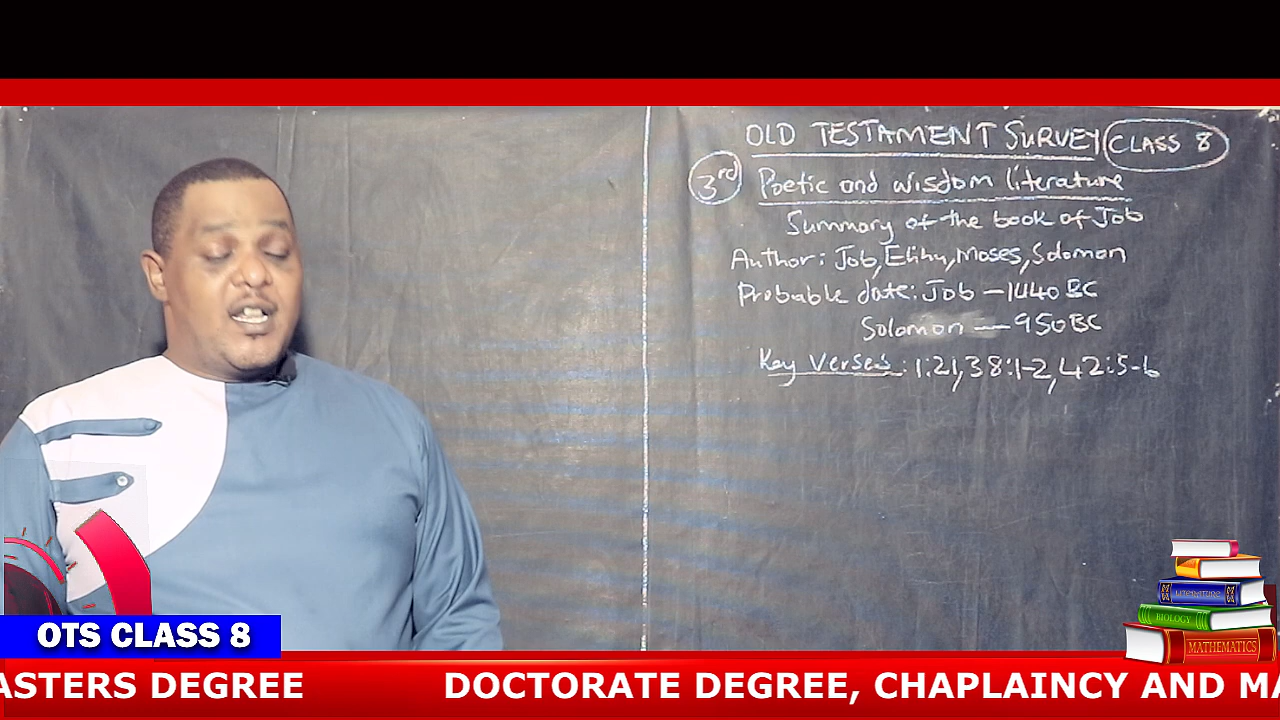 OLD TESTAMENT SURVEY CLASS 8
3rd Poetic and wisdom literature
Summary of the book of Job
Author: Job, Elihu, Moses, Solomon
Probable date: Job - 1440 BC
Solomon — 950 BC
Key Verses: 1:21, 38:1-2, 42:5-6
LITERATURE
BIOLOGY
MATHEMATICS
OTS CLASS 8
ASTERS DEGREE DOCTORATE DEGREE, CHAPLAINCY AND MA